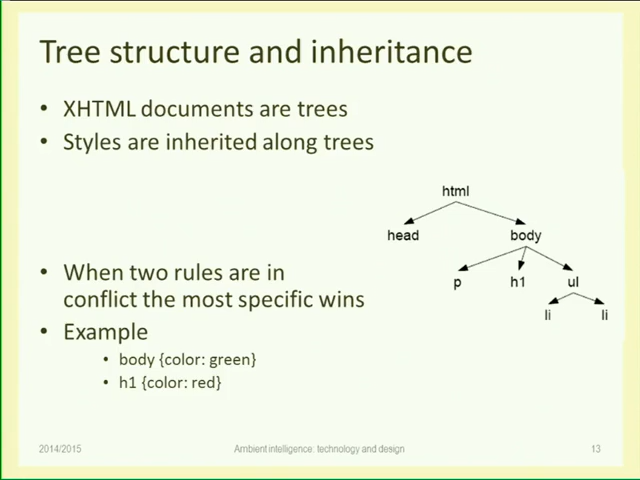 Tree structure and inheritance
• XHTML documents are trees
• Styles are inherited along trees
html
head body
p h1 ul
li li
• When two rules are in
conflict the most specific wins
• Example
• body {color: green}
• h1 {color: red}
2014/2015 Ambient intelligence: technology and design 13